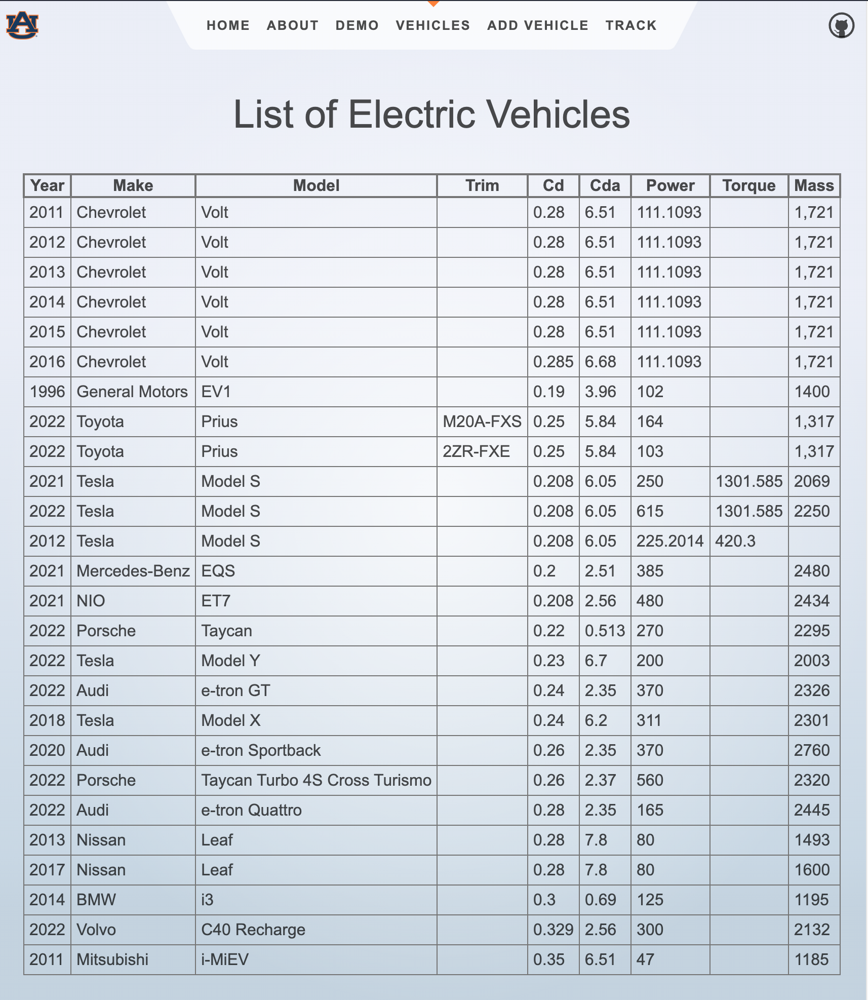 HOME ABOUT DEMO VEHICLES ADD VEHICLE TRACK
List of Electric Vehicles
Year Make Model Trim Cd Cda Power Torque Mass
2011 Chevrolet Volt 0.28 6.51 111.1093 1,721
2012 Chevrolet Volt 0.28 6.51 111.1093 1,721
2013 Chevrolet Volt 0.28 6.51 111.1093 1,721
2014 Chevrolet Volt 0.28 6.51 111.1093 1,721
2015 Chevrolet Volt 0.28 6.51 111.1093 1,721
2016 Chevrolet Volt 0.285 6.68 111.1093 1,721
1996 General Motors EV1 0.19 3.96 102 1400
2022 Toyota Prius M20A-FXS 0.25 5.84 164 1,317
2022 Toyota Prius 2ZR-FXE 0.25 5.84 103 1,317
2021 Tesla Model S 0.208 6.05 250 1301.585 2069
2022 Tesla Model S 0.208 6.05 615 1301.585 2250
2012 Tesla Model S 0.208 6.05 225.2014 420.3
2021 Mercedes-Benz EQS 0.2 2.51 385 2480
2021 NIO ET7 0.208 2.56 480 2434
2022 Porsche Taycan 0.22 0.513 270 2295
2022 Tesla Model Y 0.23 6.7 200 2003
2022 Audi e-tron GT 0.24 2.35 370 2326
2018 Tesla Model X 0.24 6.2 311 2301
2020 Audi e-tron Sportback 0.26 2.35 370 2760
2022 Porsche Taycan Turbo 4S Cross Turismo 0.26 2.37 560 2320
2022 Audi e-tron Quattro 0.28 2.35 165 2445
2013 Nissan Leaf 0.28 7.8 80 1493
2017 Nissan Leaf 0.28 7.8 80 1600
2014 BMW i3 0.3 0.69 125 1195
2022 Volvo C40 Recharge 0.329 2.56 300 2132
2011 Mitsubishi i-MiEV 0.35 6.51 47 1185